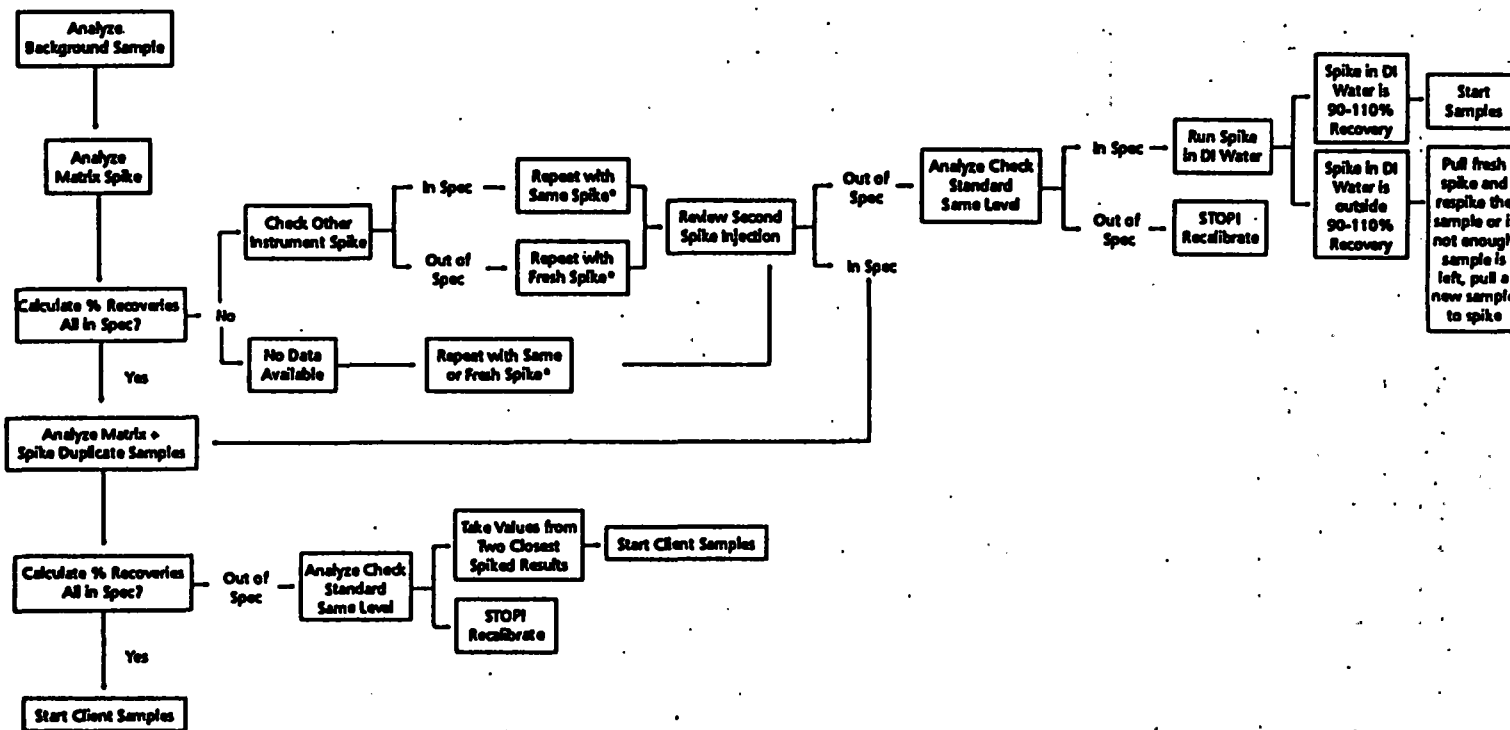 Analyze
Background Sample
Analyze
Matrix Spike
Calculate % Recoveries
All in Spec?
No
Yes
Check Other
Instrument Spike
In Spec
Repeat with
Same Spike*
Out of
Spec
Repeat with
Fresh Spike*
No Data
Available
Repeat with Same
or Fresh Spike*
Review Second
Spike Injection
Out of
Spec
In Spec
Analyze Check
Standard
Same Level
In Spec
Run Spike
in DI Water
Out of
Spec
STOP!
Recalibrate
Spike in DI
Water is
90-110%
Recovery
Start
Samples
Spike in DI
Water is
outside
90-110%
Recovery
Pull fresh
spike and
respike the
sample or if
not enough
sample is
left, pull a
new sample
to spike
Analyze Matrix +
Spike Duplicate Samples
Calculate % Recoveries
All in Spec?
Out of
Spec
Analyze Check
Standard
Same Level
Take Values from
Two Closest
Spiked Results
Start Client Samples
STOP!
Recalibrate
Yes
Start Client Samples